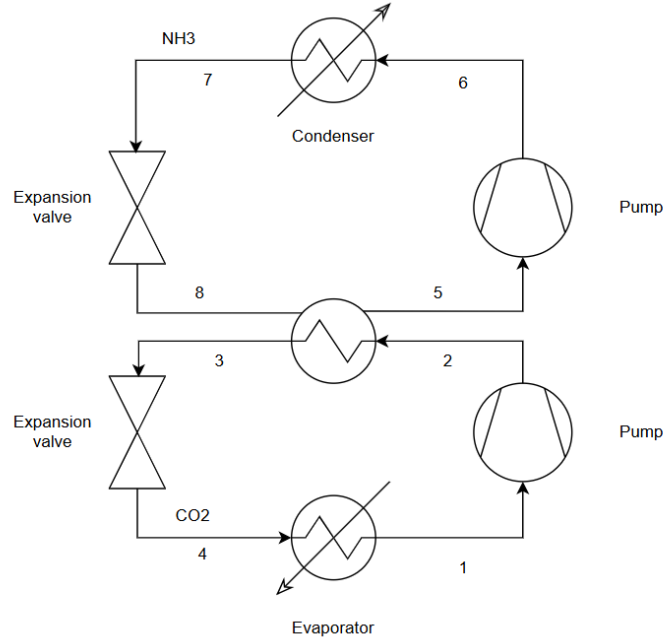 NH3
7
6
Condenser
Expansion
valve
Pump
8
5
3
2
Expansion
valve
Pump
CO2
4
1
Evaporator